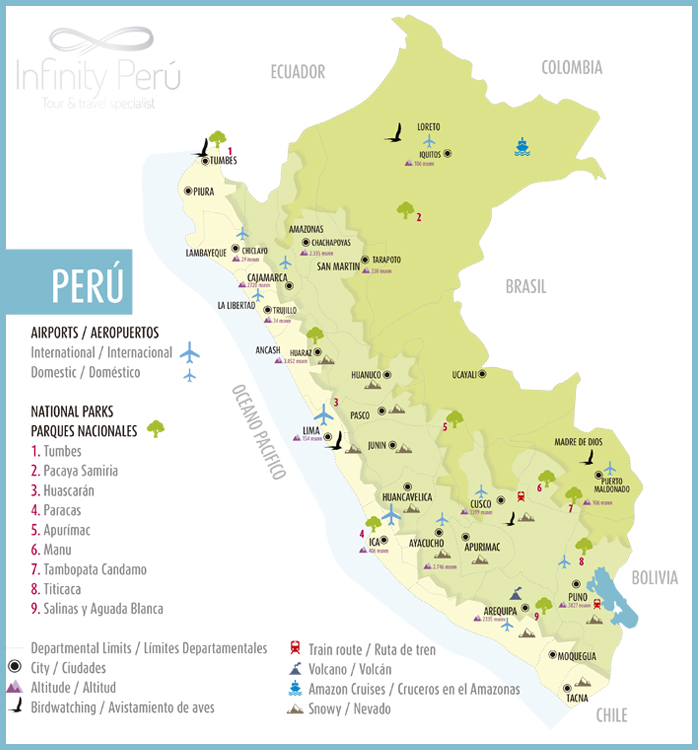 Infinity Perú
Tour & travel specialist
ECUADOR
COLOMBIA
LORETO
IQUITOS
106 msnm
1
TUMBES
PIURA
2
AMAZONAS
CHACHAPOYAS
2.335 msnm
LAMBAYEQUE
CHICLAYO
29 msnm
SAN MARTIN
TARAPOTO
CAJAMARCA
2720 msnm
BRASIL
PERÚ
LA LIBERTAD
TRUJILLO
34 msnm
AIRPORTS / AEROPUERTOS
International / Internacional
Domestic / Doméstico
ANCASH
HUARAZ
3.052 msnm
HUANUCO
UCAYALI
OCEANO PACIFICO
3
PASCO
5
LIMA
154 msnm
JUNIN
MADRE DE DIOS
NATIONAL PARKS
PARQUES NACIONALES
1. Tumbes
2. Pacaya Samiria
3. Huascarán
4. Paracas
5. Apurímac
6. Manu
7. Tambopata Candamo
8. Titicaca
9. Salinas y Aguada Blanca
6
PUERTO
MALDONADO
106 msnm
7
HUANCAVELICA
CUSCO
3399 msnm
4
ICA
406 msnm
AYACUCHO
2.746 msnm
APURIMAC
8
BOLIVIA
PUNO
3827 msnm
AREQUIPA
2335 msnm
9
MOQUEGUA
TACNA
CHILE
Departmental Limits / Límites Departamentales
City / Ciudades
Altitude / Altitud
Birdwatching / Avistamiento de aves
Train route / Ruta de tren
Volcano / Volcán
Amazon Cruises / Cruceros en el Amazonas
Snowy / Nevado